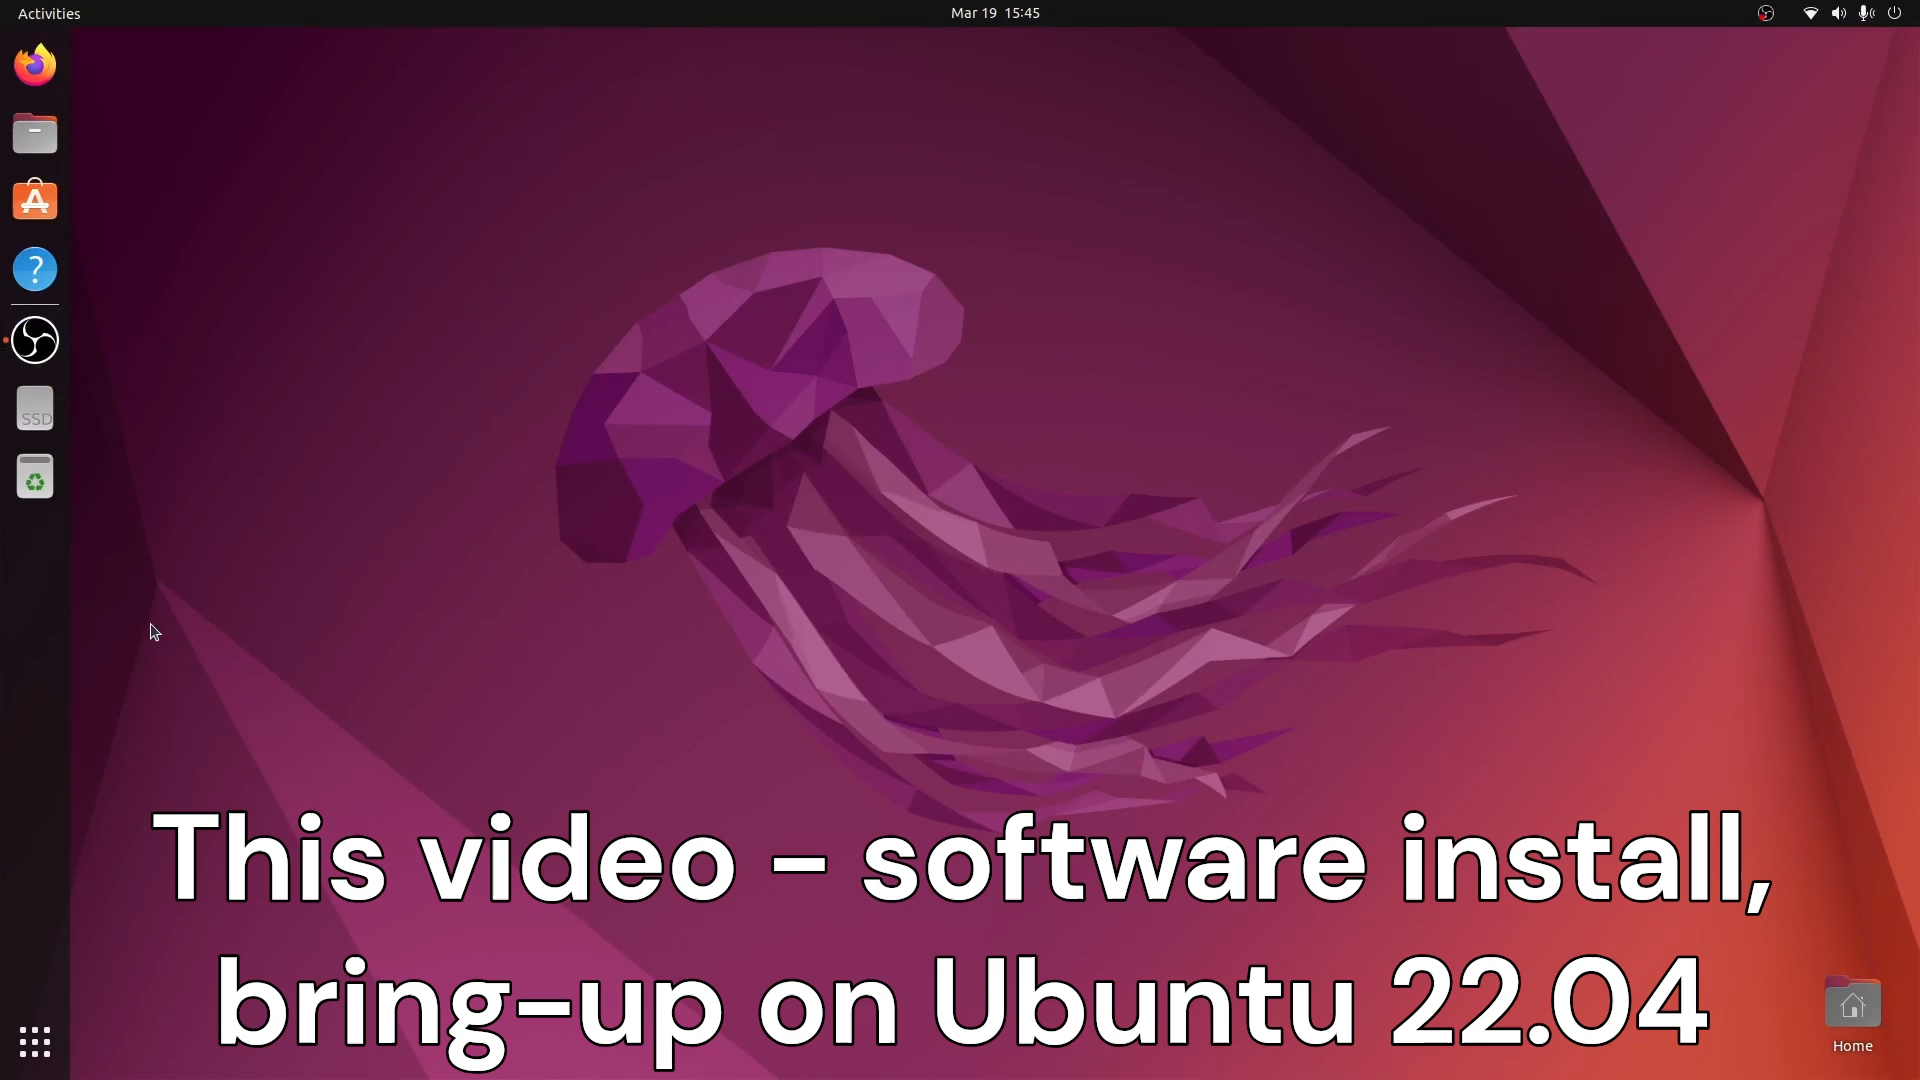 Activities
Mar 19 15:45
?
SSD
This video – software install,
bring-up on Ubuntu 22.04
Home